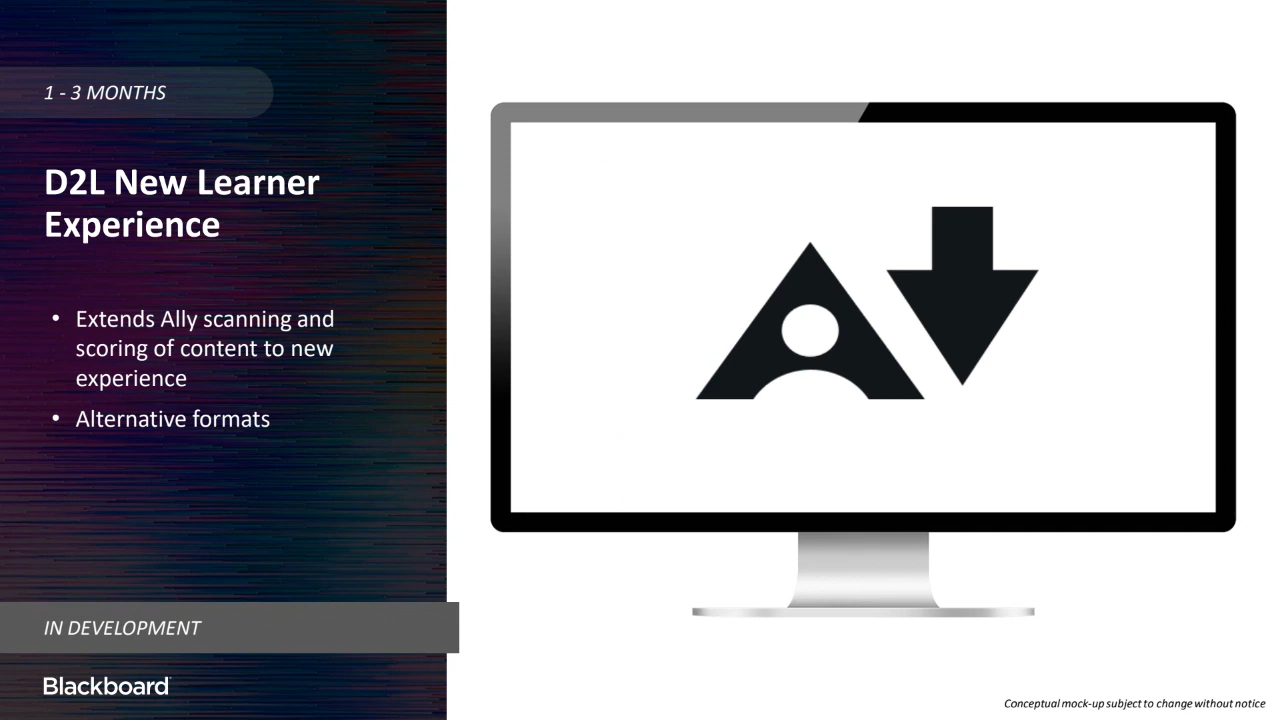 1 - 3 MONTHS
D2L New Learner
Experience
• Extends Ally scanning and
scoring of content to new
experience
• Alternative formats
IN DEVELOPMENT
Blackboard
Conceptual mock-up subject to change without notice